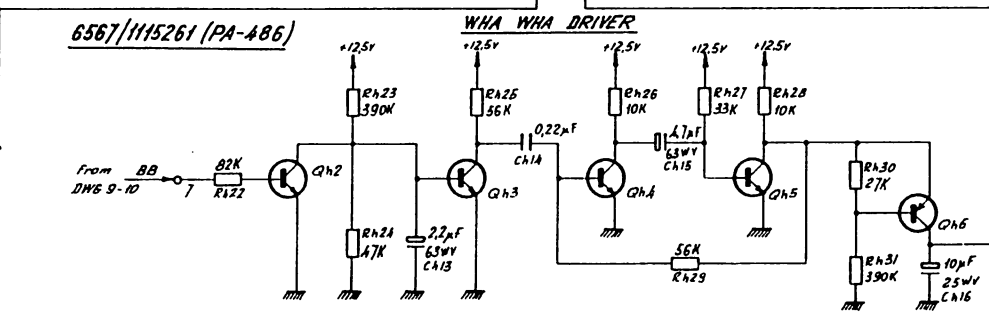 6567/1115261 (PA-486)
WHA WHA DRIVER
+12,5v
+12,5v
+12,5v
+12,5v
+12,5v
Rh23
390K
Rh25
56K
Rh26
10K
Rh27
33K
Rh28
10K
0,22µF
Ch14
4,7µF
63WV
Ch15
From
DWG 9-10
BB
7
82K
Rh22
Qh2
Qh3
Qh4
Qh5
Rh30
27K
Qh6
Rh24
47K
2,2µF
63WV
Ch13
56K
Rh29
Rh31
390K
10µF
25WV
Ch16